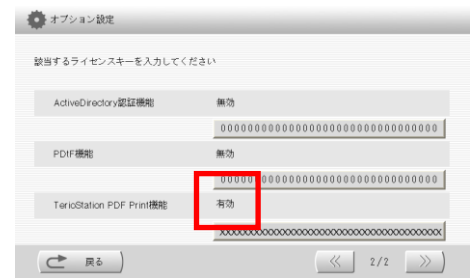 オプション設定
該当するライセンスキーを入力してください
ActiveDirectory認証機能 無効
00000000000000000000000000000000
PDtF機能 無効
00000000000000000000000000000000
TerioStation PDF Print機能 有効
XXXXXXXXXXXXXXXXXXXXXXXXXXXXXXXX
戻る 2/2